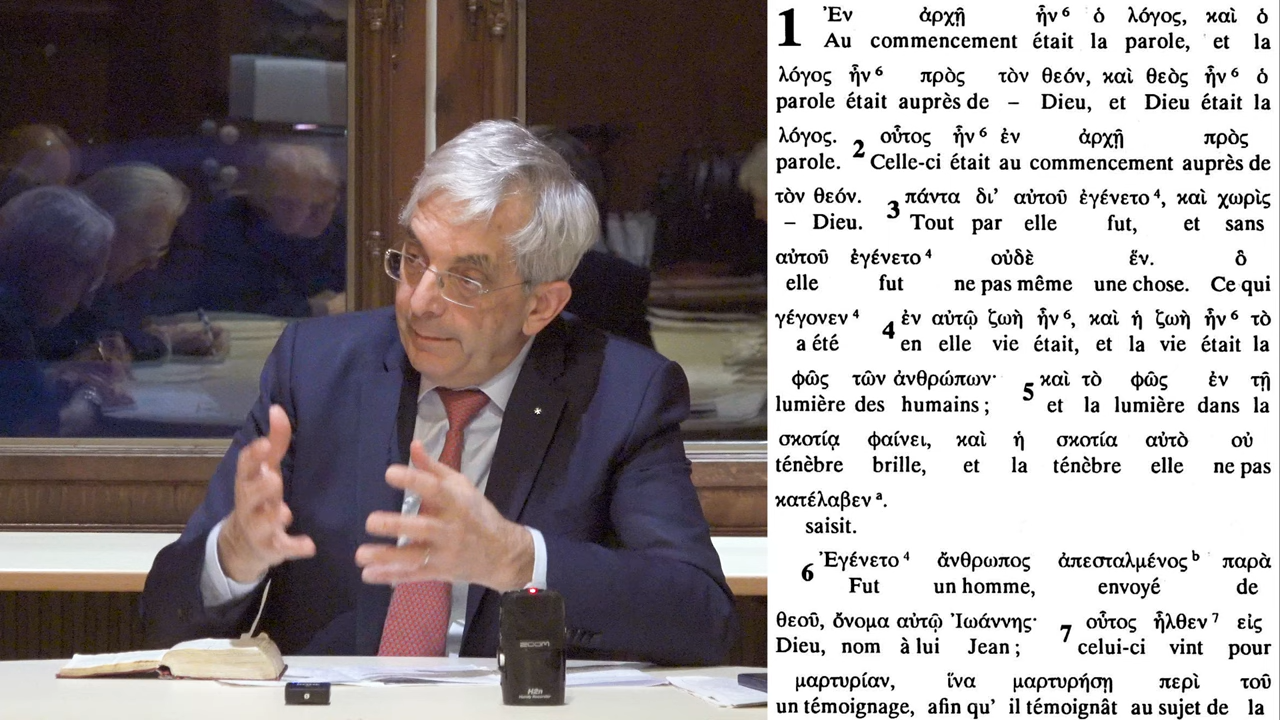 1 Ἐν ἀρχῇ ἦν⁶ ὁ λόγος, καὶ ὁ
Au commencement était la parole, et la
λόγος ἦν⁶ πρὸς τὸν θεόν, καὶ θεὸς ἦν⁶ ὁ
parole était auprès de – Dieu, et Dieu était la
λόγος. 2 οὗτος ἦν⁶ ἐν ἀρχῇ πρὸς
parole. Celle-ci était au commencement auprès de
τὸν θεόν. 3 πάντα δι’ αὐτοῦ ἐγένετο⁴, καὶ χωρὶς
– Dieu. Tout par elle fut, et sans
αὐτοῦ ἐγένετο⁴ οὐδὲ ἕν. ὃ
elle fut ne pas même une chose. Ce qui
γέγονεν⁴ 4 ἐν αὐτῷ ζωὴ ἦν⁶, καὶ ἡ ζωὴ ἦν⁶ τὸ
a été en elle vie était, et la vie était la
φῶς τῶν ἀνθρώπων· 5 καὶ τὸ φῶς ἐν τῇ
lumière des humains ; et la lumière dans la
σκοτίᾳ φαίνει, καὶ ἡ σκοτία αὐτὸ οὐ
ténèbre brille, et la ténèbre elle ne pas
κατέλαβενᵃ.
saisit.
6 Ἐγένετο⁴ ἄνθρωπος ἀπεσταλμένοςᵇ παρὰ
Fut un homme, envoyé de
θεοῦ, ὄνομα αὐτῷ Ἰωάννης· 7 οὗτος ἦλθεν⁷ εἰς
Dieu, nom à lui Jean ; celui-ci vint pour
μαρτυρίαν, ἵνα μαρτυρήσῃ περὶ τοῦ
un témoignage, afin qu’ il témoignât au sujet de la
zoom
H2n
Handy Recorder